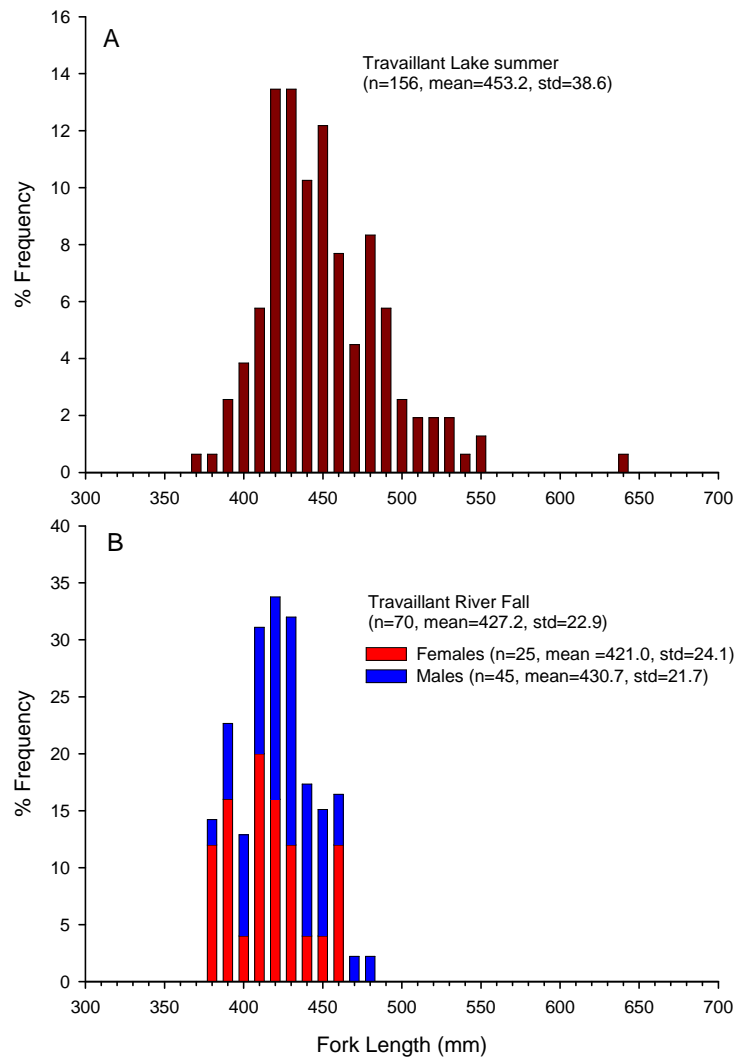 A
Travaillant Lake summer
(n=156, mean=453.2, std=38.6)
% Frequency
16
14
12
10
8
6
4
2
0
300 350 400 450 500 550 600 650 700
B
Travaillant River Fall
(n=70, mean=427.2, std=22.9)
Females (n=25, mean =421.0, std=24.1)
Males (n=45, mean=430.7, std=21.7)
% Frequency
40
35
30
25
20
15
10
5
0
300 350 400 450 500 550 600 650 700
Fork Length (mm)